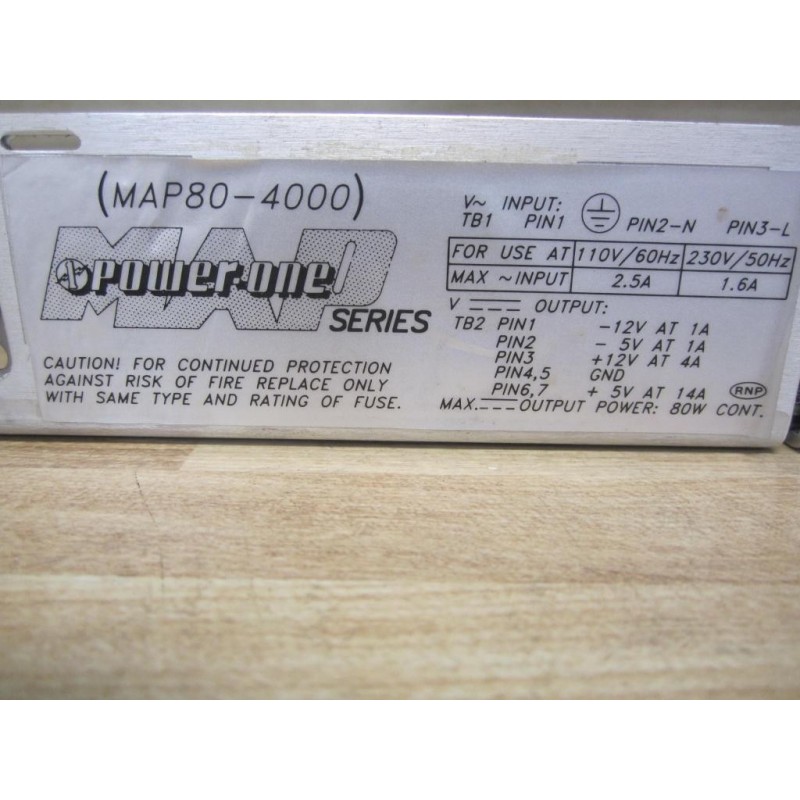 (MAP80-4000)
MAP
POWER-ONE
SERIES
CAUTION! FOR CONTINUED PROTECTION
AGAINST RISK OF FIRE REPLACE ONLY
WITH SAME TYPE AND RATING OF FUSE.
V~ INPUT:
TB1 PIN1 PIN2-N PIN3-L
FOR USE AT 110V/60Hz 230V/50Hz
MAX ~INPUT 2.5A 1.6A
V OUTPUT:
TB2 PIN1 -12V AT 1A
PIN2 - 5V AT 1A
PIN3 +12V AT 4A
PIN4,5 GND
PIN6,7 + 5V AT 14A RNP
MAX. OUTPUT POWER: 80W CONT.